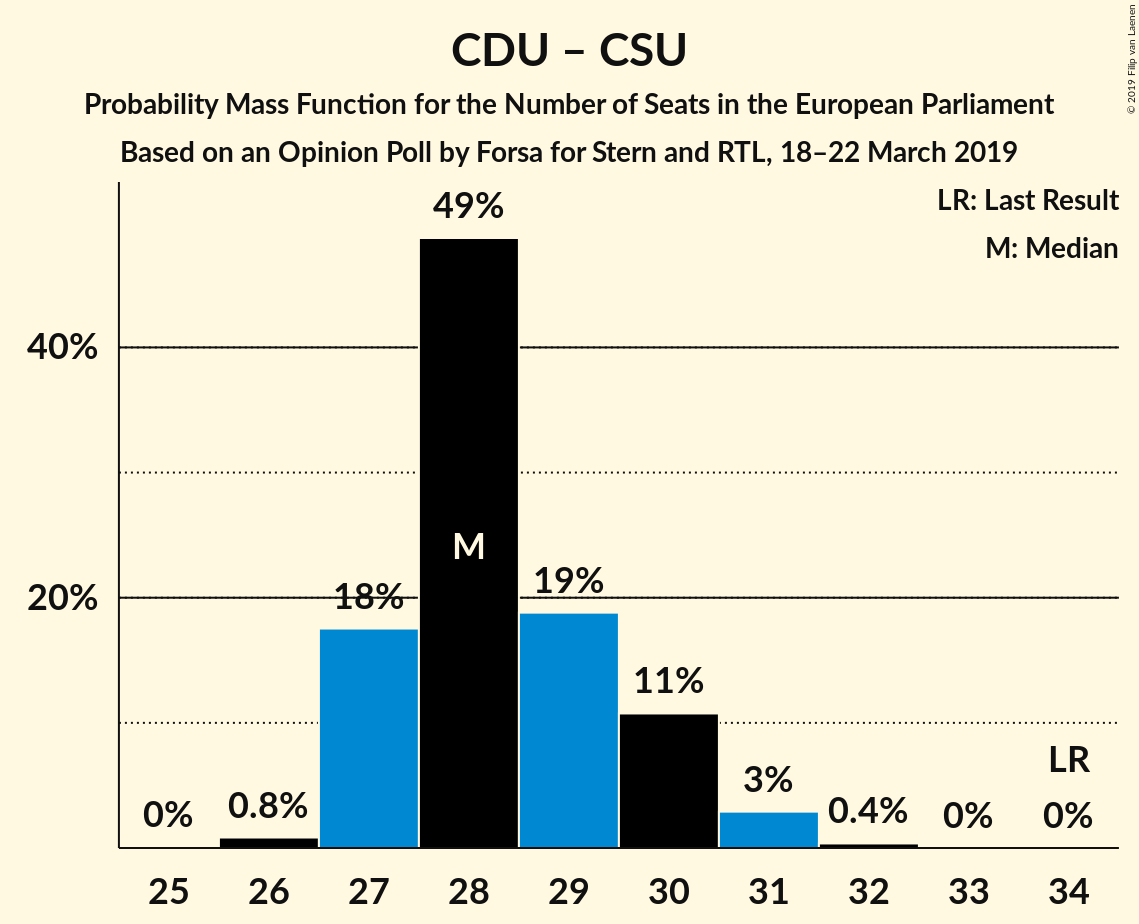 CDU – CSU
Probability Mass Function for the Number of Seats in the European Parliament
Based on an Opinion Poll by Forsa for Stern and RTL, 18–22 March 2019
© 2019 Filip van Laenen
LR: Last Result
M: Median
49%
40%
M
20%
18%
19%
11%
LR
0%
0.8%
3%
0.4%
0%
0%
25 26 27 28 29 30 31 32 33 34